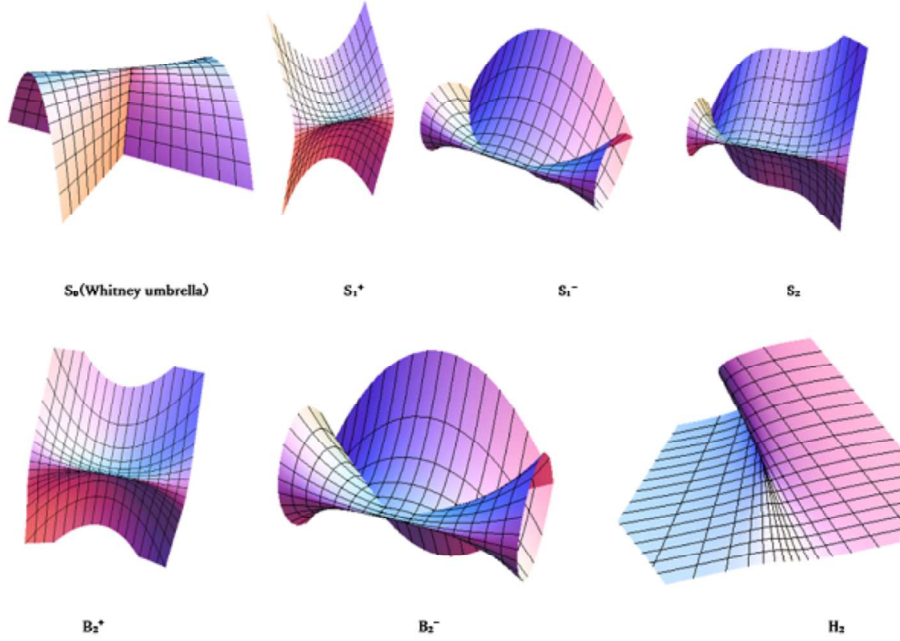 S₀(Whitney umbrella) S₁⁺ S₁⁻ S₂
B₂⁺ B₂⁻ H₂